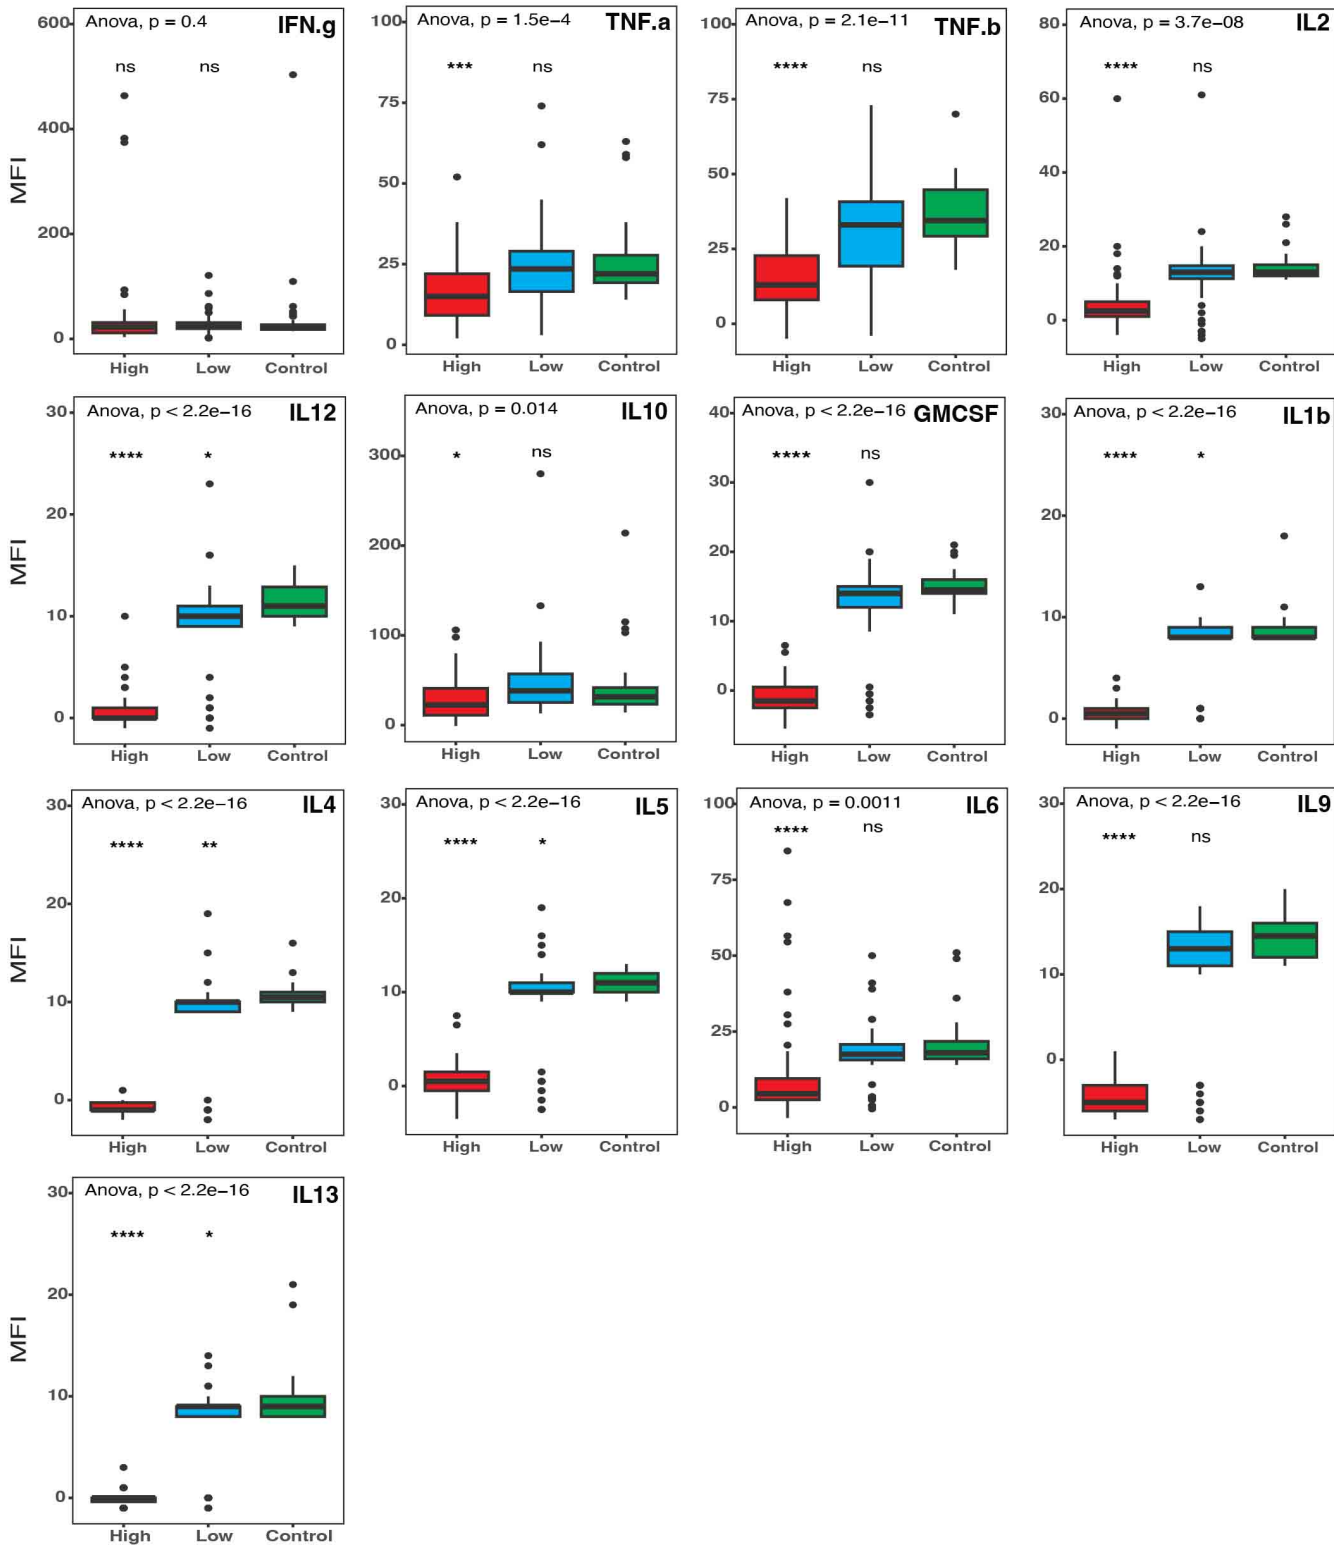 Anova, p = 0.4
IFN.g
ns ns
600
400
200
0
MFI
High Low Control
Anova, p = 1.5e−4
TNF.a
*** ns
100
75
50
25
0
High Low Control
Anova, p = 2.1e−11
TNF.b
**** ns
100
75
50
25
0
High Low Control
Anova, p = 3.7e−08
IL2
**** ns
80
60
40
20
0
High Low Control
Anova, p < 2.2e−16
IL12
**** *
30
20
10
0
MFI
High Low Control
Anova, p = 0.014
IL10
* ns
300
200
100
0
High Low Control
Anova, p < 2.2e−16
GMCSF
**** ns
40
30
20
10
0
High Low Control
Anova, p < 2.2e−16
IL1b
**** *
30
20
10
0
High Low Control
Anova, p < 2.2e−16
IL4
**** **
30
20
10
0
MFI
High Low Control
Anova, p < 2.2e−16
IL5
**** *
30
20
10
0
High Low Control
Anova, p = 0.0011
IL6
**** ns
100
75
50
25
0
High Low Control
Anova, p < 2.2e−16
IL9
**** ns
30
20
10
0
High Low Control
Anova, p < 2.2e−16
IL13
**** *
30
20
10
0
MFI
High Low Control